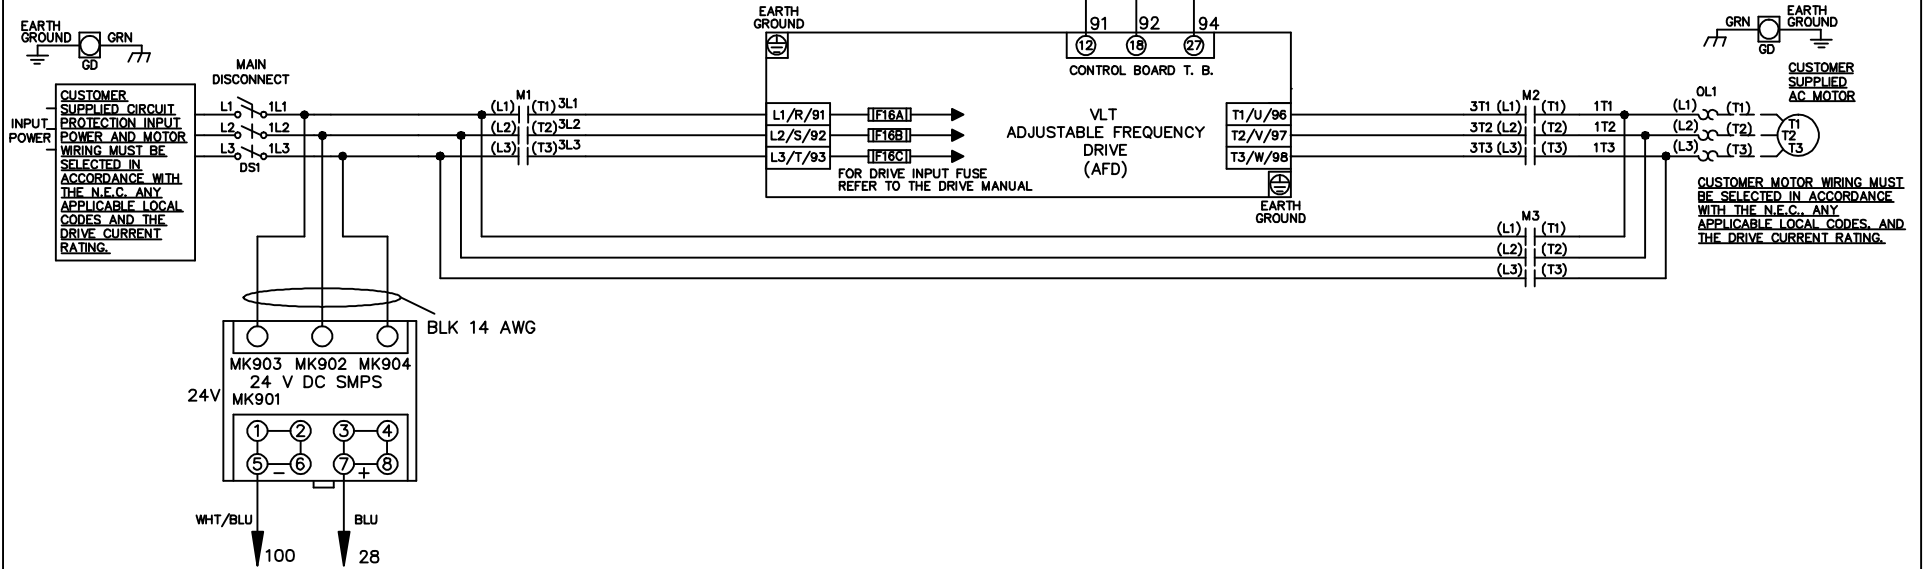 EARTH
GROUND
GRN
GD
EARTH
GROUND
91
92
94
12
18
27
CONTROL BOARD T. B.
GRN
EARTH
GROUND
GD
MAIN
DISCONNECT
CUSTOMER
SUPPLIED CIRCUIT
PROTECTION INPUT
POWER AND MOTOR
WIRING MUST BE
SELECTED IN
ACCORDANCE WITH
THE N.E.C. ANY
APPLICABLE LOCAL
CODES AND THE
DRIVE CURRENT
RATING.
INPUT
POWER
L1
1L1
L2
1L2
L3
1L3
DS1
M1
(L1) (T1) 3L1
(L2) (T2) 3L2
(L3) (T3) 3L3
L1/R/91
L2/S/92
L3/T/93
F16A
F16B
F16C
FOR DRIVE INPUT FUSE
REFER TO THE DRIVE MANUAL
VLT
ADJUSTABLE FREQUENCY
DRIVE
(AFD)
T1/U/96
T2/V/97
T3/W/98
EARTH
GROUND
M2
3T1 (L1) (T1) 1T1
3T2 (L2) (T2) 1T2
3T3 (L3) (T3) 1T3
OL1
(L1) (T1)
(L2) (T2)
(L3) (T3)
T1
T2
T3
CUSTOMER
SUPPLIED
AC MOTOR
CUSTOMER MOTOR WIRING MUST
BE SELECTED IN ACCORDANCE
WITH THE N.E.C., ANY
APPLICABLE LOCAL CODES, AND
THE DRIVE CURRENT RATING.
M3
(L1) (T1)
(L2) (T2)
(L3) (T3)
BLK 14 AWG
MK903 MK902 MK904
24 V DC SMPS
24V
MK901
1 2 3 4
5 6 7 8
- +
WHT/BLU
BLU
100
28